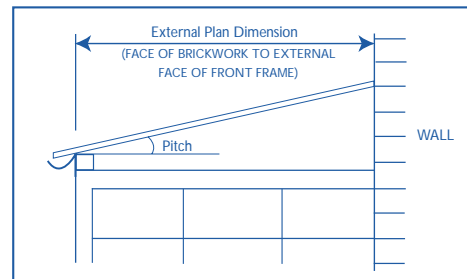 External Plan Dimension
(FACE OF BRICKWORK TO EXTERNAL
FACE OF FRONT FRAME)
WALL
Pitch